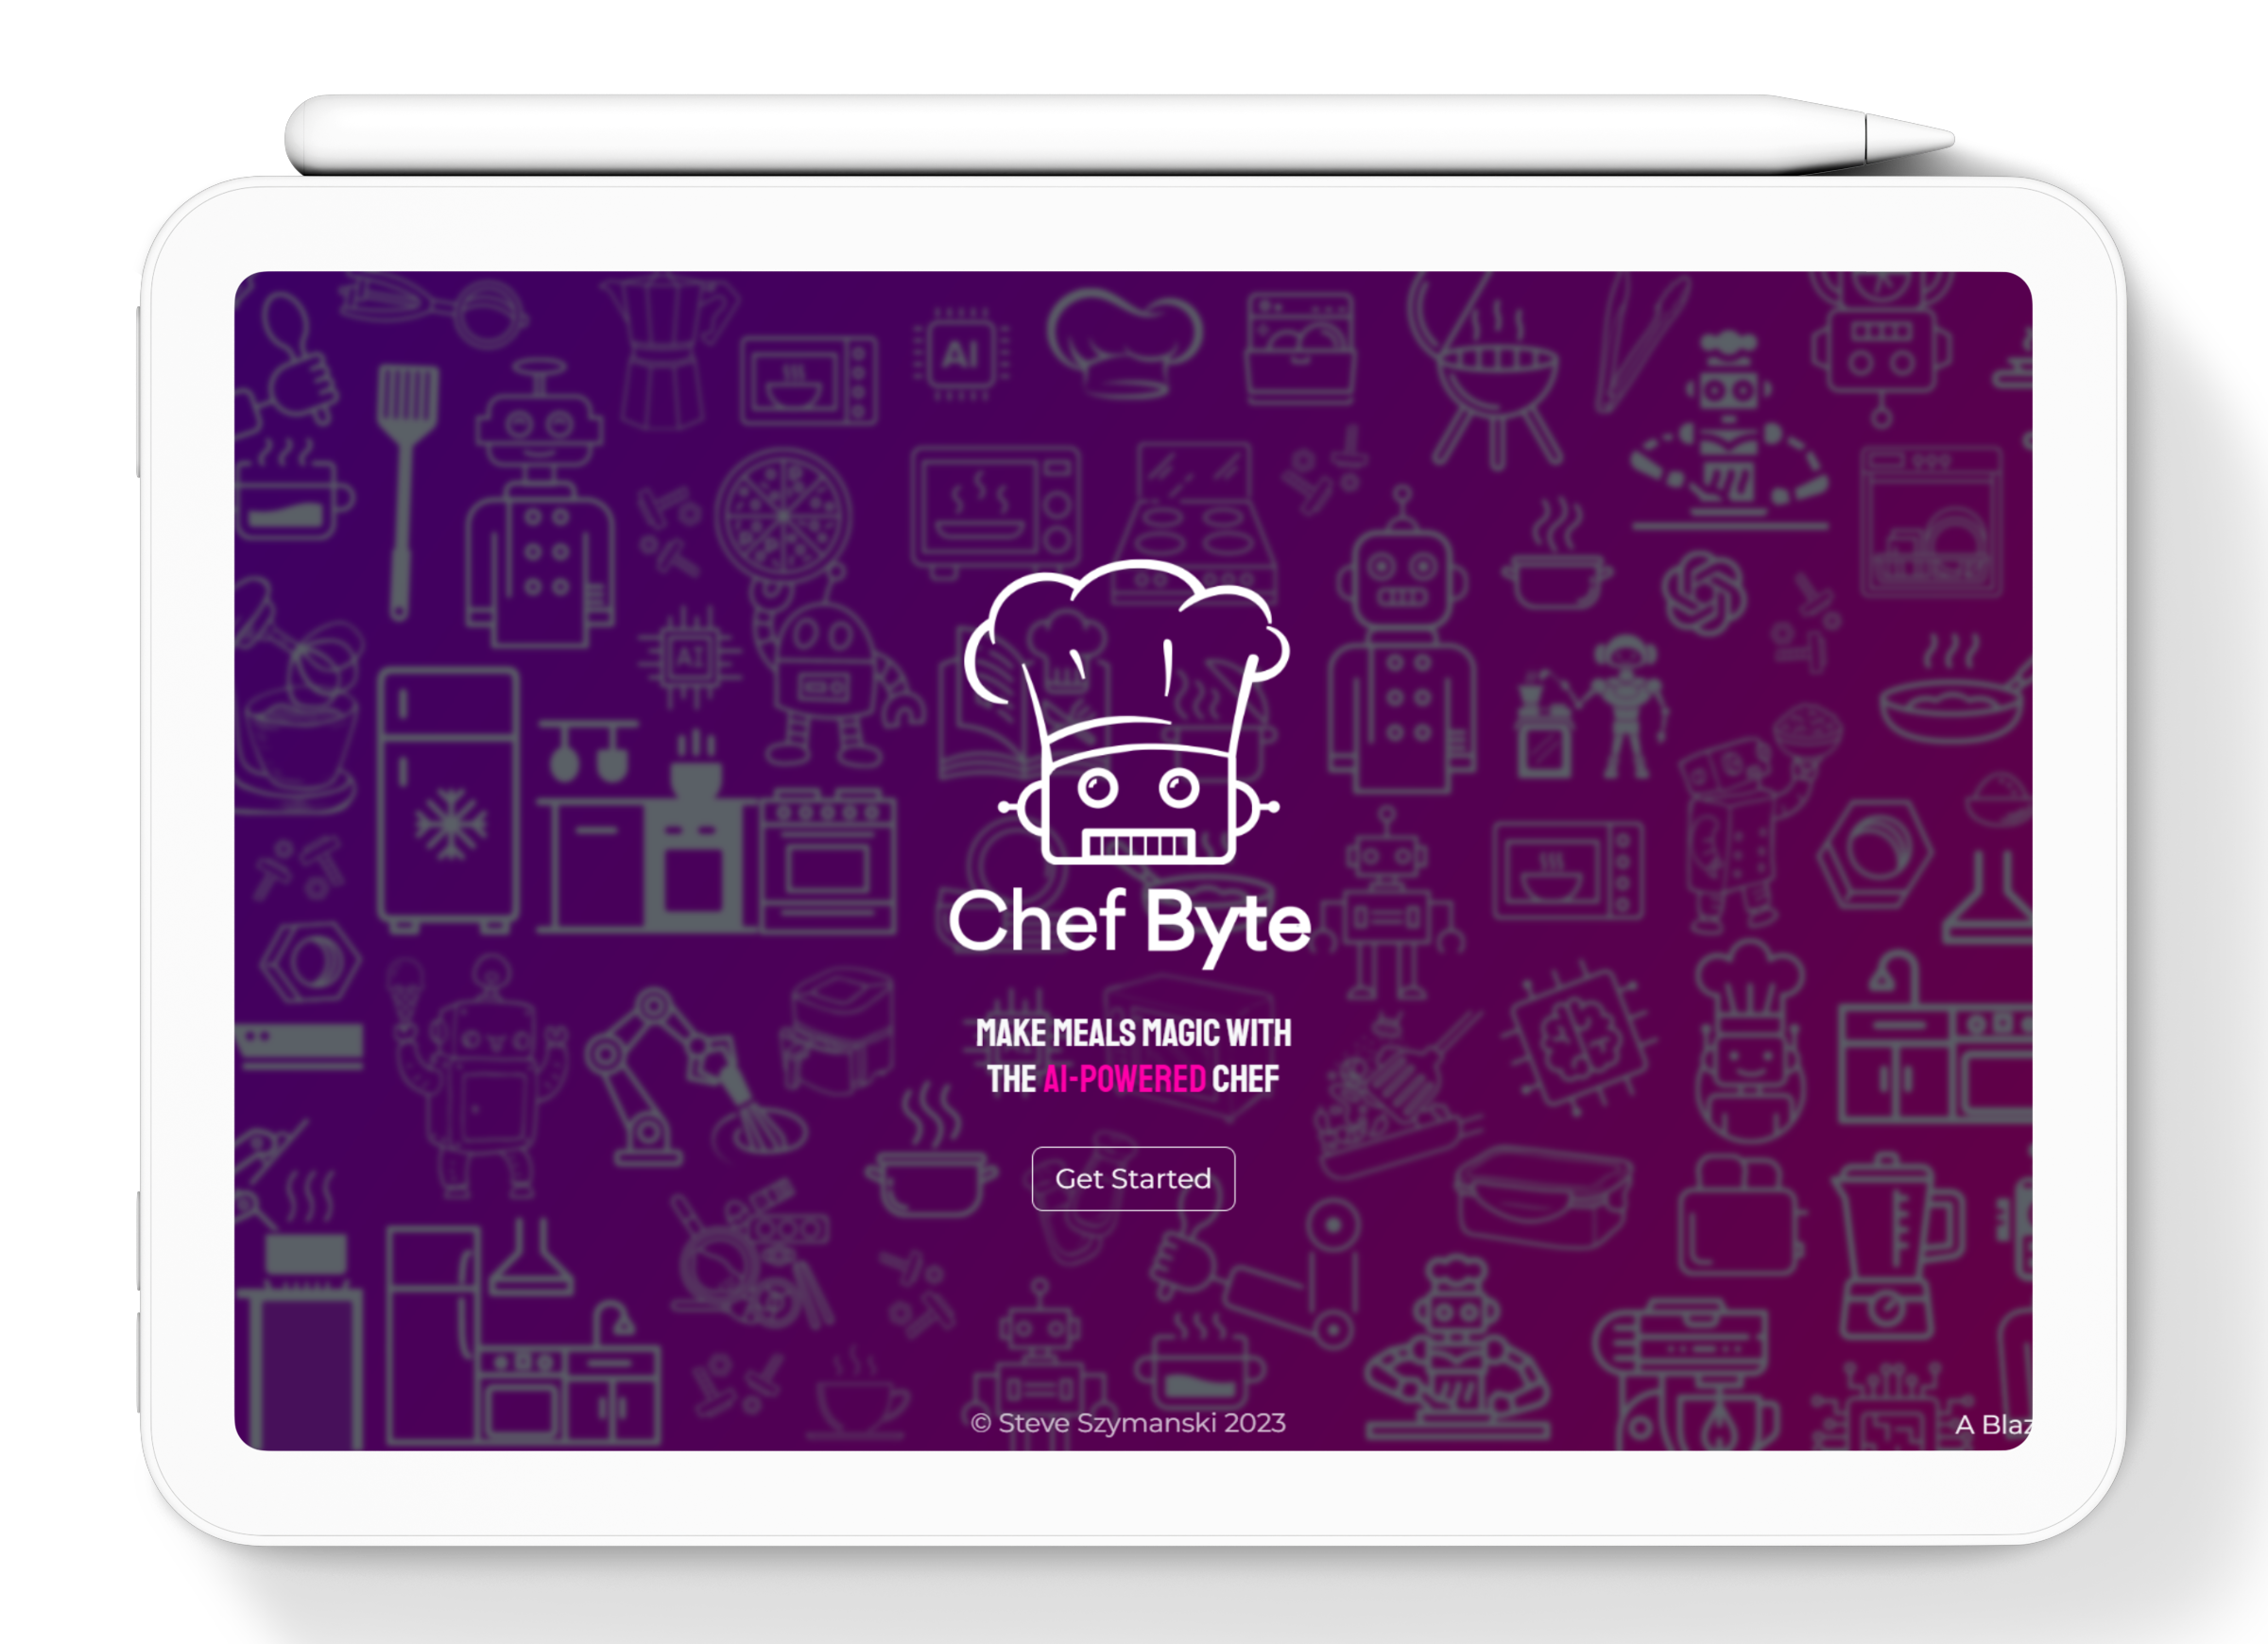 AI
AI
Chef Byte
MAKE MEALS MAGIC WITH
THE AI-POWERED CHEF
Get Started
© Steve Szymanski 2023
A Blaz